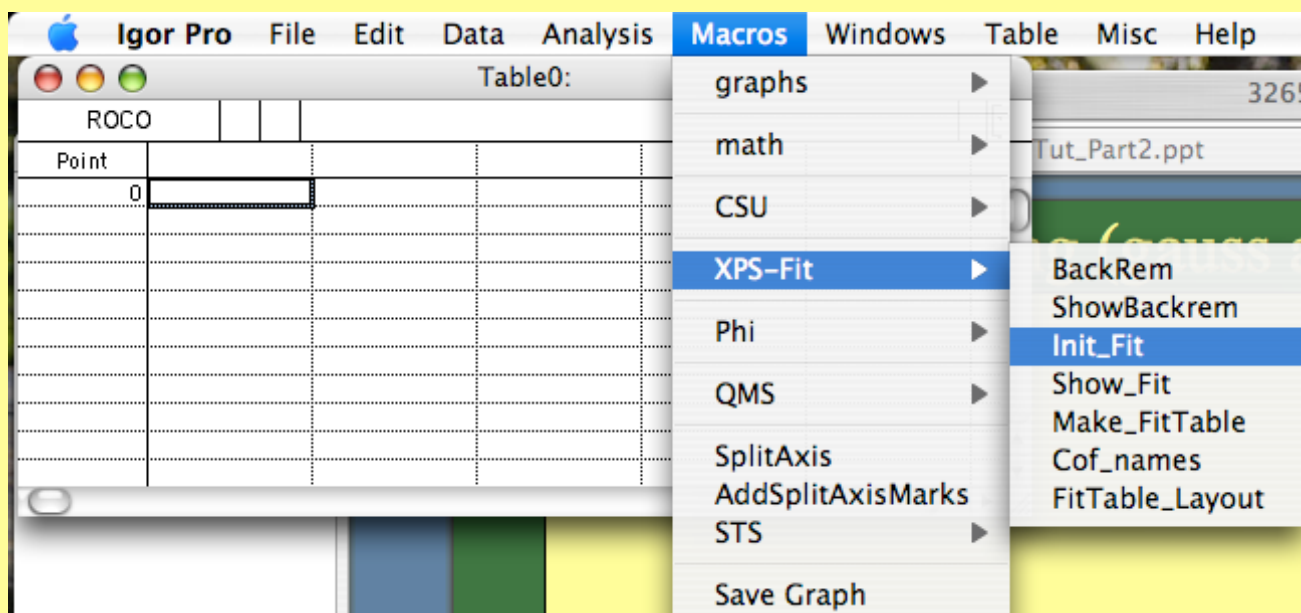 Igor Pro File Edit Data Analysis Macros Windows Table Misc Help
Table0:
ROCO
Point
0
graphs
math
CSU
XPS-Fit
Phi
QMS
SplitAxis
AddSplitAxisMarks
STS
Save Graph
3265
Tut_Part2.ppt
(gauss
BackRem
ShowBackrem
Init_Fit
Show_Fit
Make_FitTable
Cof_names
FitTable_Layout